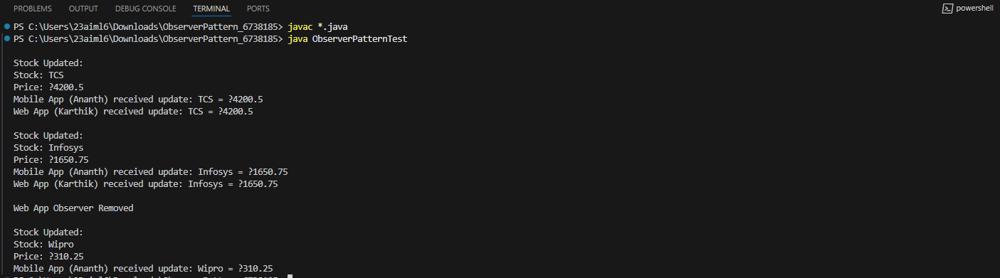 PROBLEMS OUTPUT DEBUG CONSOLE TERMINAL PORTS powershell
PS C:\Users\23aiml6\Downloads\ObserverPattern_6738185> javac *.java
PS C:\Users\23aiml6\Downloads\ObserverPattern_6738185> java ObserverPatternTest
Stock Updated:
Stock: TCS
Price: ?4200.5
Mobile App (Ananth) received update: TCS = ?4200.5
Web App (Karthik) received update: TCS = ?4200.5
Stock Updated:
Stock: Infosys
Price: ?1650.75
Mobile App (Ananth) received update: Infosys = ?1650.75
Web App (Karthik) received update: Infosys = ?1650.75
Web App Observer Removed
Stock Updated:
Stock: Wipro
Price: ?310.25
Mobile App (Ananth) received update: Wipro = ?310.25